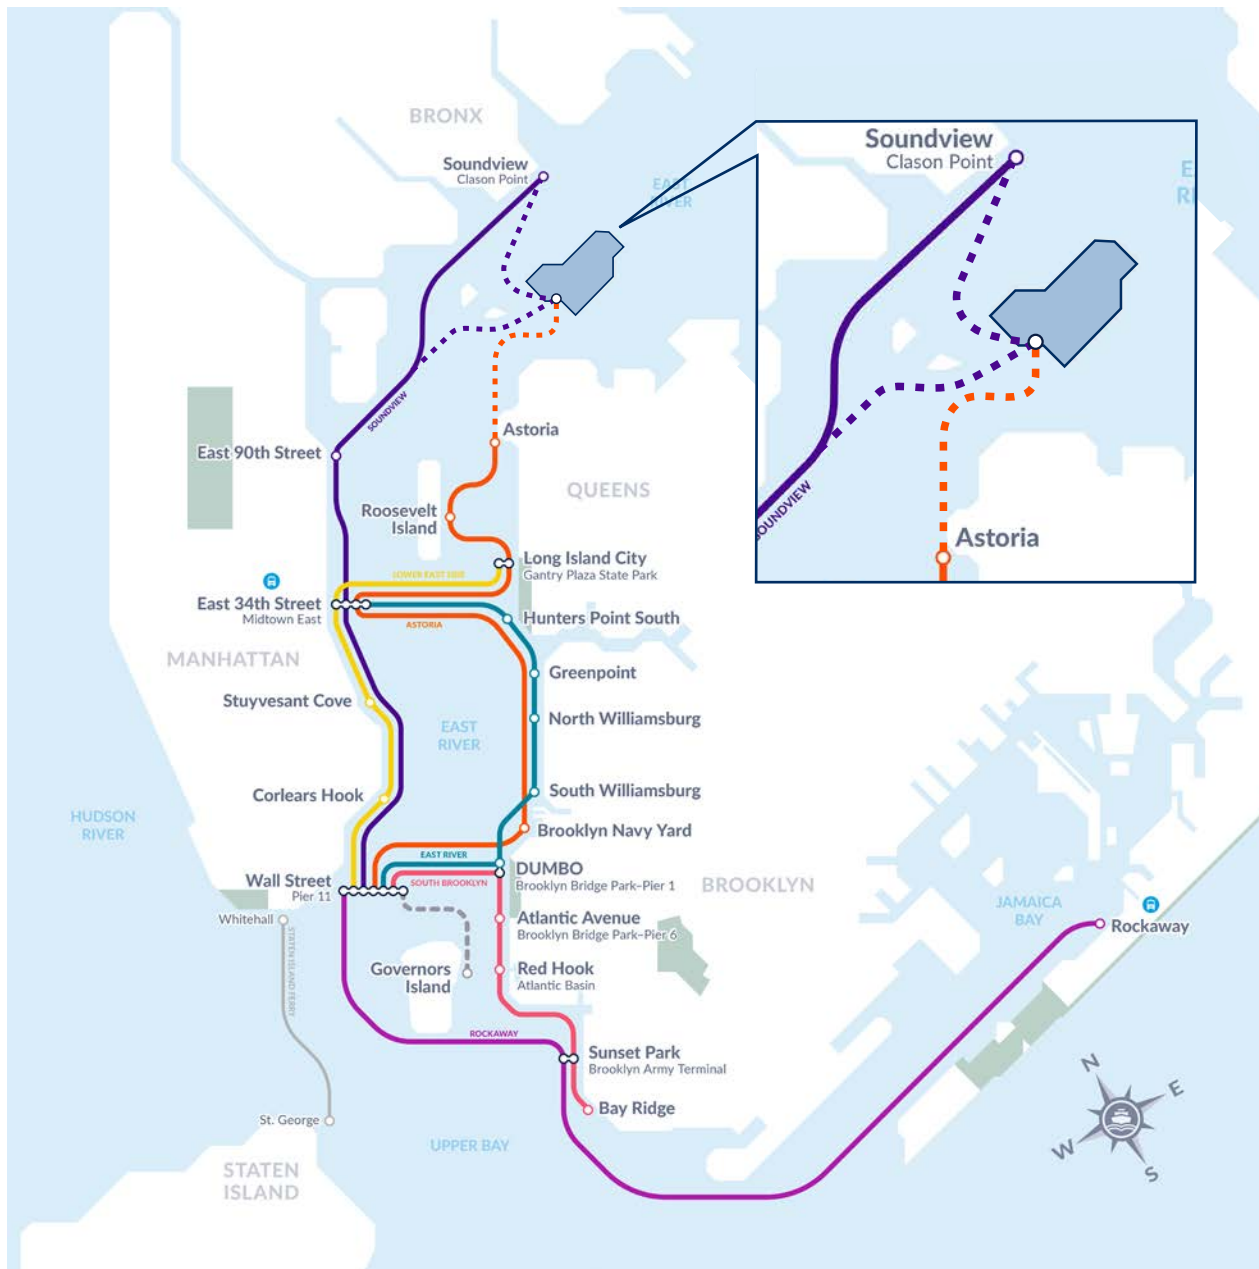 BRONX
Soundview
Clason Point
EAST
RIVER
Soundview
Clason Point
E
RI
SOUNDVIEW
Astoria
SOUNDVIEW
East 90th Street
Astoria
QUEENS
Roosevelt
Island
Long Island City
Gantry Plaza State Park
LOWER EAST SIDE
East 34th Street
Midtown East
ASTORIA
Hunters Point South
MANHATTAN
Greenpoint
Stuyvesant Cove
North Williamsburg
EAST
RIVER
Corlears Hook
South Williamsburg
HUDSON
RIVER
Brooklyn Navy Yard
EAST RIVER
DUMBO
Brooklyn Bridge Park–Pier 1
SOUTH BROOKLYN
Wall Street
Pier 11
BROOKLYN
JAMAICA
BAY
Whitehall
Atlantic Avenue
Brooklyn Bridge Park–Pier 6
Rockaway
STATEN ISLAND FERRY
Governors
Island
Red Hook
Atlantic Basin
ROCKAWAY
Sunset Park
Brooklyn Army Terminal
N
E
W
S
Bay Ridge
St. George
UPPER BAY
STATEN
ISLAND